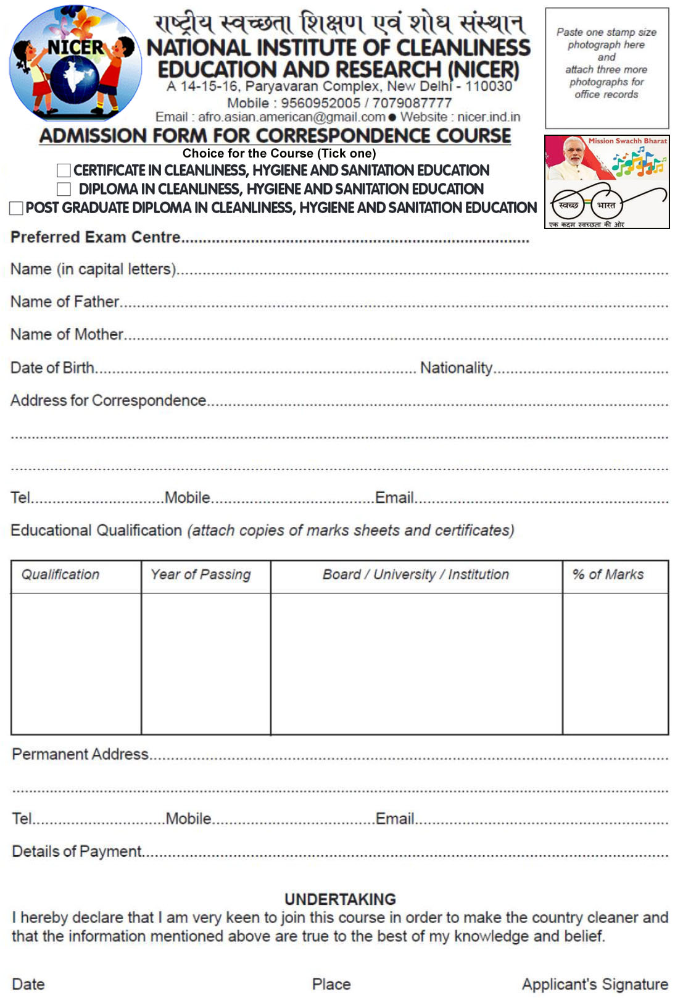 NICER
राष्ट्रीय स्वच्छता शिक्षण एवं शोध संस्थान
NATIONAL INSTITUTE OF CLEANLINESS
EDUCATION AND RESEARCH (NICER)
A 14-15-16, Paryavaran Complex, New Delhi - 110030
Mobile : 9560952005 / 7079087777
Email : afro.asian.american@gmail.com ● Website : nicer.ind.in
Paste one stamp size
photograph here
and
attach three more
photographs for
office records
ADMISSION FORM FOR CORRESPONDENCE COURSE
Choice for the Course (Tick one)
CERTIFICATE IN CLEANLINESS, HYGIENE AND SANITATION EDUCATION
DIPLOMA IN CLEANLINESS, HYGIENE AND SANITATION EDUCATION
POST GRADUATE DIPLOMA IN CLEANLINESS, HYGIENE AND SANITATION EDUCATION
Mission Swachh Bharat
स्वच्छ भारत
एक कदम स्वच्छता की ओर
Preferred Exam Centre
Name (in capital letters)
Name of Father
Name of Mother
Date of Birth Nationality
Address for Correspondence
Tel Mobile Email
Educational Qualification (attach copies of marks sheets and certificates)
Qualification Year of Passing Board / University / Institution % of Marks
Permanent Address
Tel Mobile Email
Details of Payment
UNDERTAKING
I hereby declare that I am very keen to join this course in order to make the country cleaner and
that the information mentioned above are true to the best of my knowledge and belief.
Date Place Applicant's Signature